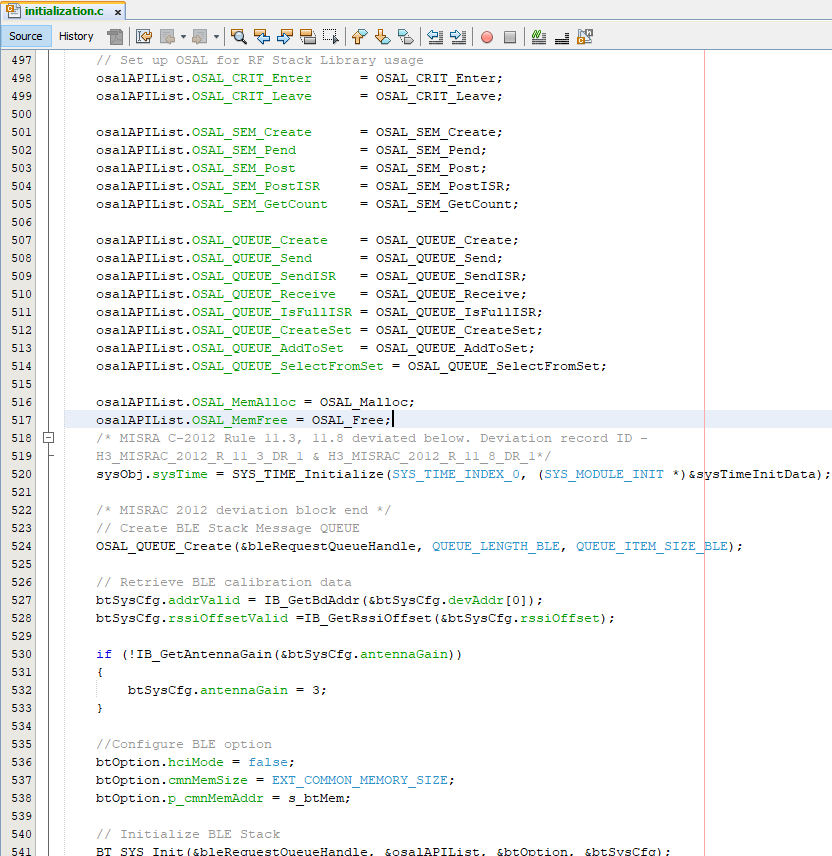 initialization.c x
Source History
497 // Set up OSAL for RF Stack Library usage
498 osalAPIList.OSAL_CRIT_Enter = OSAL_CRIT_Enter;
499 osalAPIList.OSAL_CRIT_Leave = OSAL_CRIT_Leave;
500
501 osalAPIList.OSAL_SEM_Create = OSAL_SEM_Create;
502 osalAPIList.OSAL_SEM_Pend = OSAL_SEM_Pend;
503 osalAPIList.OSAL_SEM_Post = OSAL_SEM_Post;
504 osalAPIList.OSAL_SEM_PostISR = OSAL_SEM_PostISR;
505 osalAPIList.OSAL_SEM_GetCount = OSAL_SEM_GetCount;
506
507 osalAPIList.OSAL_QUEUE_Create = OSAL_QUEUE_Create;
508 osalAPIList.OSAL_QUEUE_Send = OSAL_QUEUE_Send;
509 osalAPIList.OSAL_QUEUE_SendISR = OSAL_QUEUE_SendISR;
510 osalAPIList.OSAL_QUEUE_Receive = OSAL_QUEUE_Receive;
511 osalAPIList.OSAL_QUEUE_IsFullISR = OSAL_QUEUE_IsFullISR;
512 osalAPIList.OSAL_QUEUE_CreateSet = OSAL_QUEUE_CreateSet;
513 osalAPIList.OSAL_QUEUE_AddToSet = OSAL_QUEUE_AddToSet;
514 osalAPIList.OSAL_QUEUE_SelectFromSet = OSAL_QUEUE_SelectFromSet;
515
516 osalAPIList.OSAL_MemAlloc = OSAL_Malloc;
517 osalAPIList.OSAL_MemFree = OSAL_Free;
518 /* MISRA C-2012 Rule 11.3, 11.8 deviated below. Deviation record ID -
519 H3_MISRAC_2012_R_11_3_DR_1 & H3_MISRAC_2012_R_11_8_DR_1*/
520 sysObj.sysTime = SYS_TIME_Initialize(SYS_TIME_INDEX_0, (SYS_MODULE_INIT *)&sysTimeInitData);
521
522 /* MISRAC 2012 deviation block end */
523 // Create BLE Stack Message QUEUE
524 OSAL_QUEUE_Create(&bleRequestQueueHandle, QUEUE_LENGTH_BLE, QUEUE_ITEM_SIZE_BLE);
525
526 // Retrieve BLE calibration data
527 btSysCfg.addrValid = IB_GetBdAddr(&btSysCfg.devAddr[0]);
528 btSysCfg.rssiOffsetValid =IB_GetRssiOffset(&btSysCfg.rssiOffset);
529
530 if (!IB_GetAntennaGain(&btSysCfg.antennaGain))
531 {
532 btSysCfg.antennaGain = 3;
533 }
534
535 //Configure BLE option
536 btOption.hciMode = false;
537 btOption.cmnMemSize = EXT_COMMON_MEMORY_SIZE;
538 btOption.p_cmnMemAddr = s_btMem;
539
540 // Initialize BLE Stack
541 BT_SYS_Init(&bleRequestQueueHandle, &osalAPIList, &btOption, &btSysCfg);